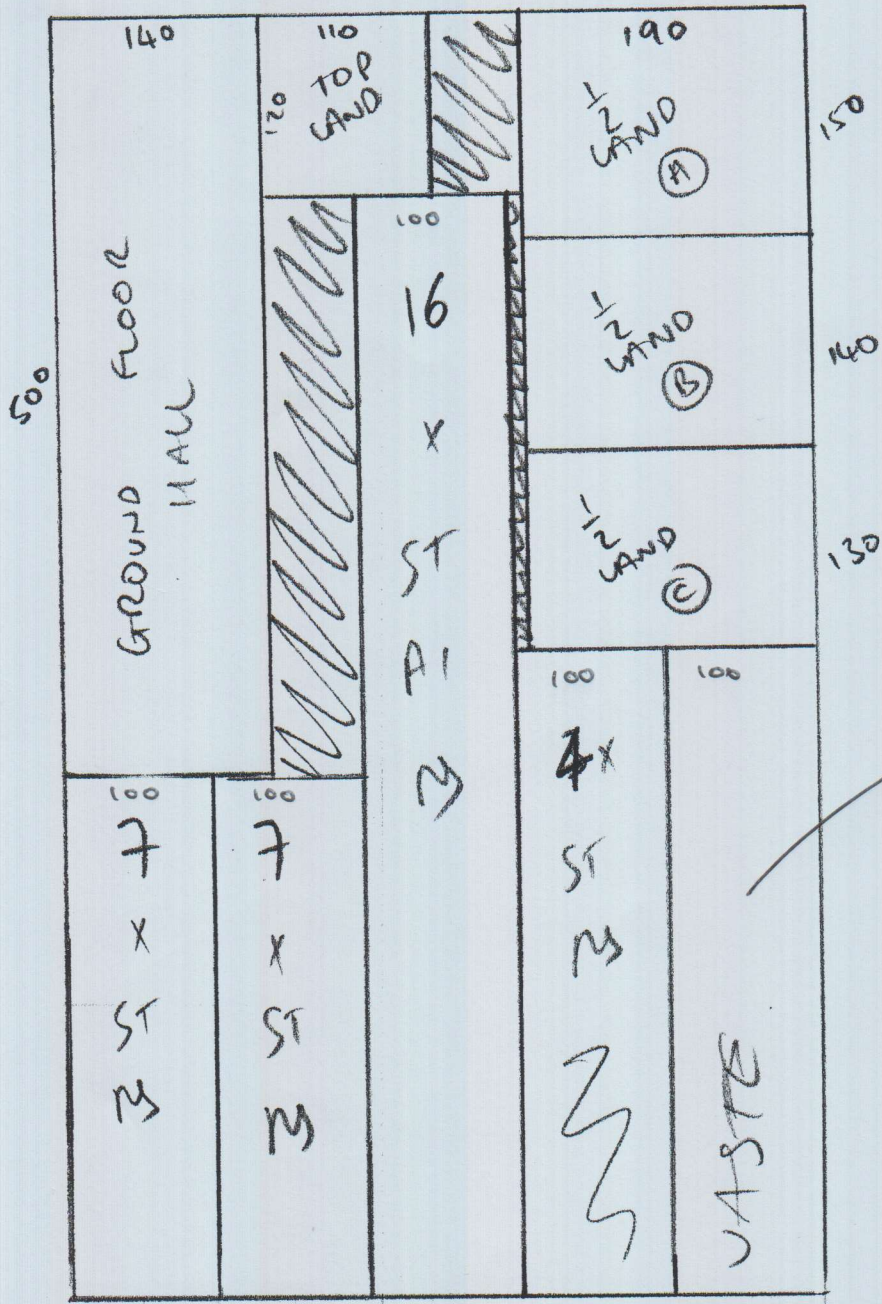 140
110
190
TOP
LAND
120
1/2
LAND
A
150
100
16
x
ST
GROUND FLOOR
HALL
500
1/2
LAND
B
140
1/2
LAND
C
130
100
7
x
ST
100
7
x
ST
100
4x
ST
100
WASTE